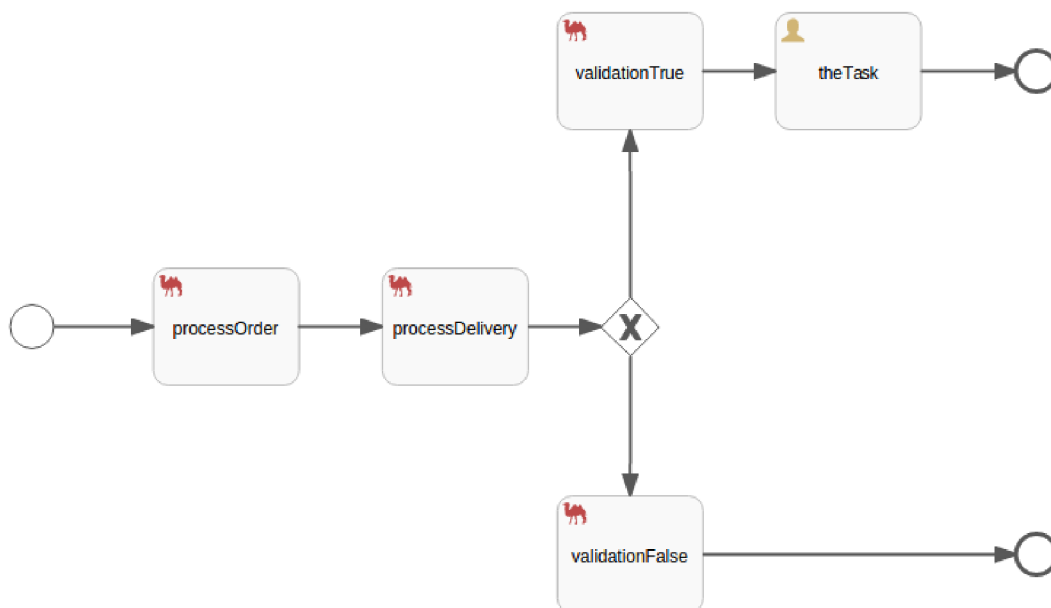 validationTrue
theTask
processOrder
processDelivery
X
validationFalse